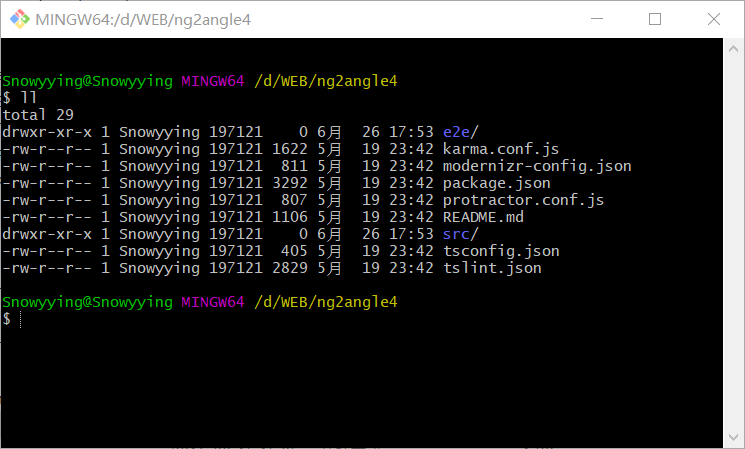 MINGW64:/d/WEB/ng2angle4
Snowyying@Snowyying MINGW64 /d/WEB/ng2angle4
$ ll
total 29
drwxr-xr-x 1 Snowyying 197121    0 6月  26 17:53 e2e/
-rw-r--r-- 1 Snowyying 197121 1622 5月  19 23:42 karma.conf.js
-rw-r--r-- 1 Snowyying 197121  811 5月  19 23:42 modernizr-config.json
-rw-r--r-- 1 Snowyying 197121 3292 5月  19 23:42 package.json
-rw-r--r-- 1 Snowyying 197121  807 5月  19 23:42 protractor.conf.js
-rw-r--r-- 1 Snowyying 197121 1106 5月  19 23:42 README.md
drwxr-xr-x 1 Snowyying 197121    0 6月  26 17:53 src/
-rw-r--r-- 1 Snowyying 197121  405 5月  19 23:42 tsconfig.json
-rw-r--r-- 1 Snowyying 197121 2829 5月  19 23:42 tslint.json
Snowyying@Snowyying MINGW64 /d/WEB/ng2angle4
$